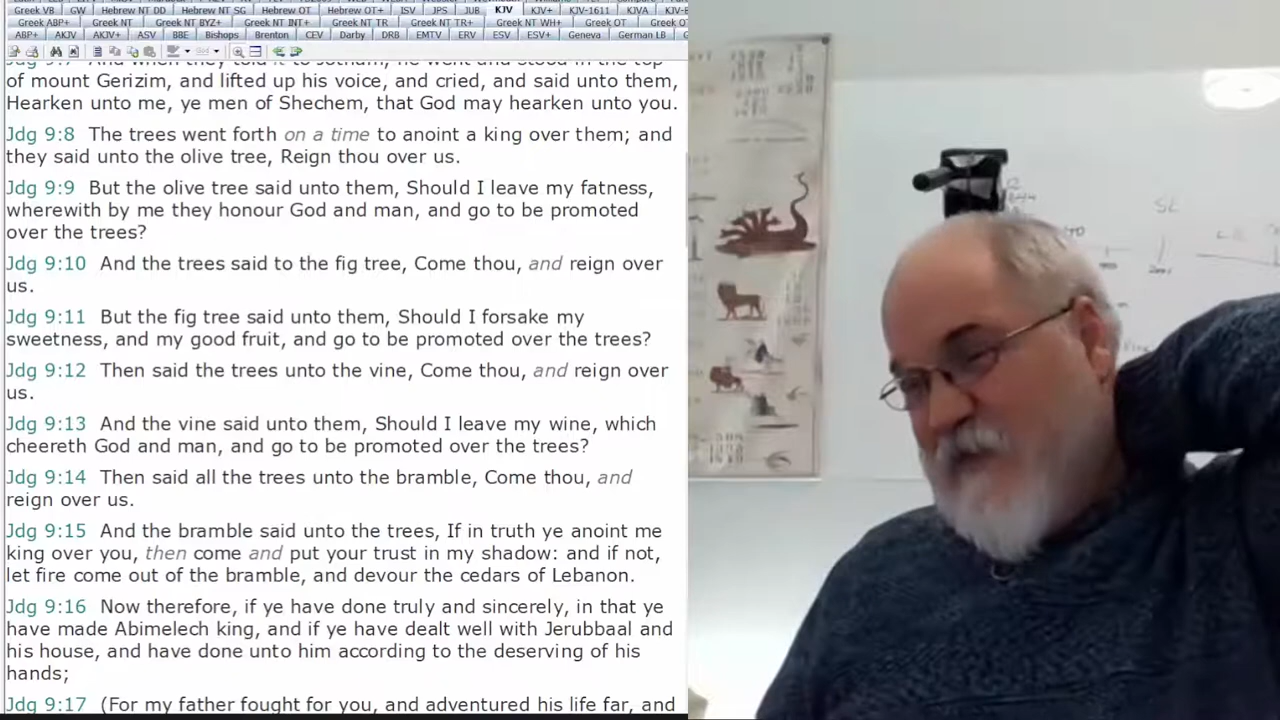 Greek VB GW Hebrew NT DD Hebrew NT SG Hebrew OT ISV JPS JUB KJV KJV+ KJV-1611 KJV-E
Greek ABP+ Greek NT Greek NT BYZ+ Greek NT INT+ Greek NT TR Greek NT TR+ Greek NT WH+ Greek OT Greek O
ABP+ AKJV AKJV+ ASV BBE Bishops Brenton CEV Darby DRB EMTV ERV ESV ESV+ Geneva German LB
of mount Gerizim, and lifted up his voice, and cried, and said unto them,
Hearken unto me, ye men of Shechem, that God may hearken unto you.
Jdg 9:8 The trees went forth on a time to anoint a king over them; and
they said unto the olive tree, Reign thou over us.
Jdg 9:9 But the olive tree said unto them, Should I leave my fatness,
wherewith by me they honour God and man, and go to be promoted
over the trees?
Jdg 9:10 And the trees said to the fig tree, Come thou, and reign over
us.
Jdg 9:11 But the fig tree said unto them, Should I forsake my
sweetness, and my good fruit, and go to be promoted over the trees?
Jdg 9:12 Then said the trees unto the vine, Come thou, and reign over
us.
Jdg 9:13 And the vine said unto them, Should I leave my wine, which
cheereth God and man, and go to be promoted over the trees?
Jdg 9:14 Then said all the trees unto the bramble, Come thou, and
reign over us.
Jdg 9:15 And the bramble said unto the trees, If in truth ye anoint me
king over you, then come and put your trust in my shadow: and if not,
let fire come out of the bramble, and devour the cedars of Lebanon.
Jdg 9:16 Now therefore, if ye have done truly and sincerely, in that ye
have made Abimelech king, and if ye have dealt well with Jerubbaal and
his house, and have done unto him according to the deserving of his
hands;
Jdg 9:17 (For my father fought for you, and adventured his life far, and